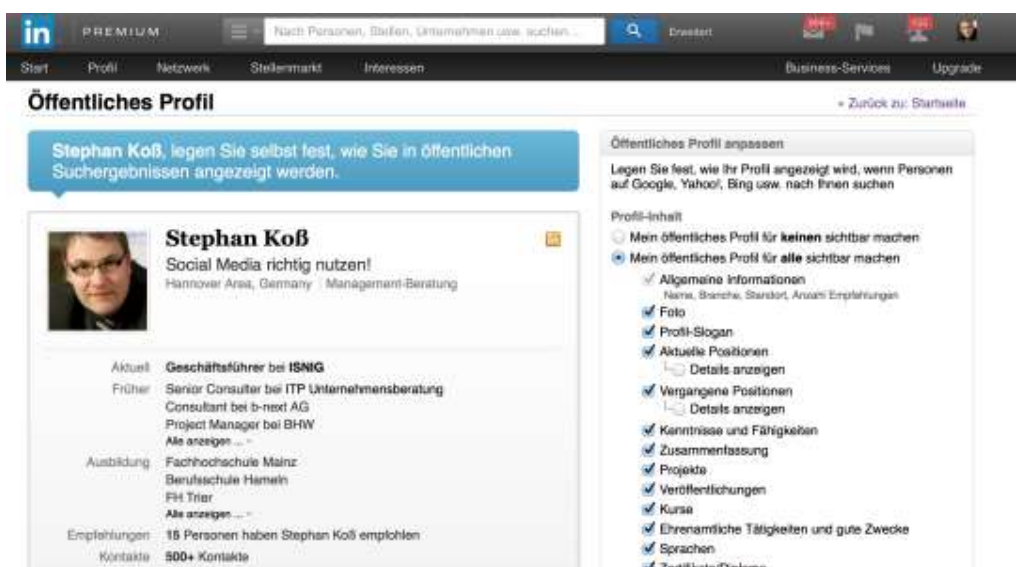 in PREMIUM Nach Personen, Stellen, Unternehmen usw. suchen... Erweitert
Start Profil Netzwerk Stellenmarkt Interessen Business-Services Upgrade
Öffentliches Profil
Zurück zu: Startseite
Stephan Koß, legen Sie selbst fest, wie Sie in öffentlichen
Suchergebnissen angezeigt werden.
Stephan Koß
Social Media richtig nutzen!
Hannover Area, Germany Management-Beratung
Aktuell Geschäftsführer bei ISNIG
Früher Senior Consulter bei ITP Unternehmensberatung
Consultant bei b-next AG
Project Manager bei BHW
Alle anzeigen ...
Ausbildung Fachhochschule Mainz
Berufsschule Hameln
FH Trier
Alle anzeigen ...
Empfehlungen 15 Personen haben Stephan Koß empfohlen
Kontakte 500+ Kontakte
Öffentliches Profil anpassen
Legen Sie fest, wie Ihr Profil angezeigt wird, wenn Personen
auf Google, Yahoo!, Bing usw. nach Ihnen suchen
Profil-Inhalt
Mein öffentliches Profil für keinen sichtbar machen
Mein öffentliches Profil für alle sichtbar machen
Allgemeine Informationen
Name, Branche, Standort, Anzahl Empfehlungen
Foto
Profil-Slogan
Aktuelle Positionen
Details anzeigen
Vergangene Positionen
Details anzeigen
Kenntnisse und Fähigkeiten
Zusammenfassung
Projekte
Veröffentlichungen
Kurse
Ehrenamtliche Tätigkeiten und gute Zwecke
Sprachen
Zertifikate/Diplome